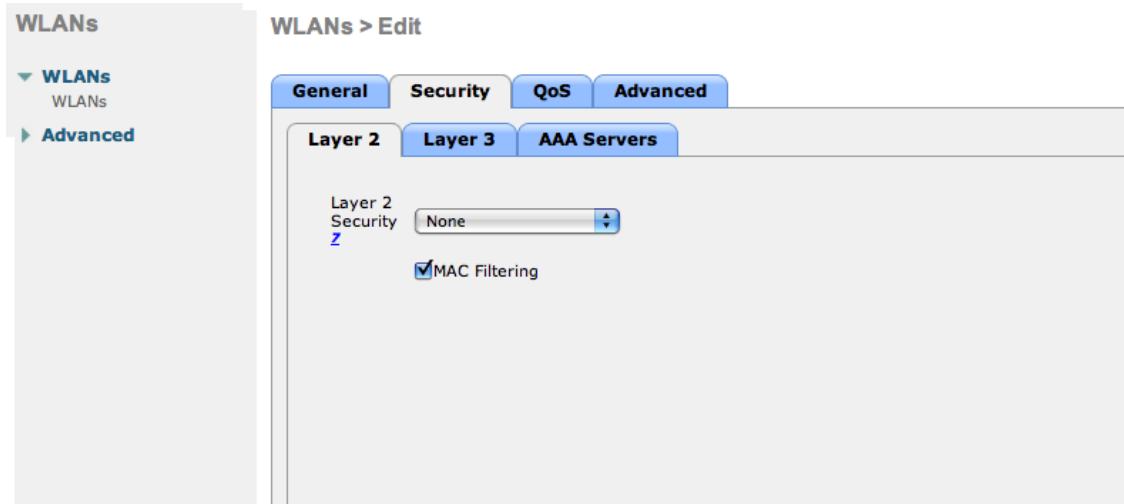 WLANs
WLANs
WLANs
Advanced
WLANs > Edit
General Security QoS Advanced
Layer 2 Layer 3 AAA Servers
Layer 2
Security None
7
MAC Filtering